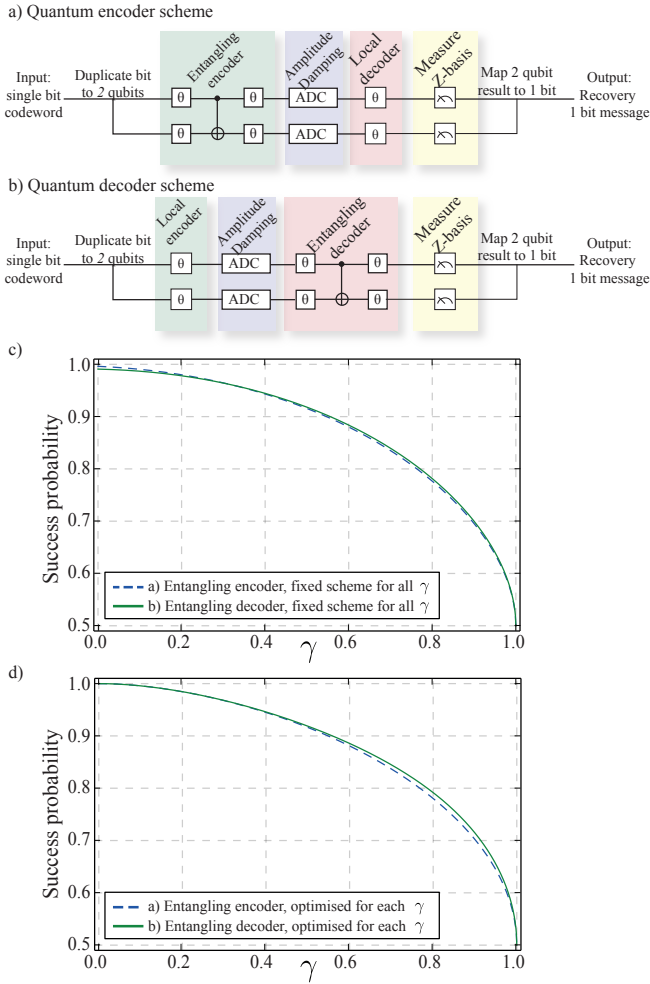 a) Quantum encoder scheme
Entangling
encoder
Amplitude
Damping
Local
decoder
Measure
Z-basis
Input:
single bit
codeword
Duplicate bit
to 2 qubits
θ
θ
ADC
θ
Map 2 qubit
result to 1 bit
Output:
Recovery
1 bit message
θ
θ
ADC
θ
b) Quantum decoder scheme
Local
encoder
Amplitude
Damping
Entangling
decoder
Measure
Z-basis
Input:
single bit
codeword
Duplicate bit
to 2 qubits
θ
ADC
θ
θ
Map 2 qubit
result to 1 bit
Output:
Recovery
1 bit message
θ
ADC
θ
θ
c)
Success probability
1.0
0.9
0.8
0.7
0.6
0.5
a) Entangling encoder, fixed scheme for all γ
b) Entangling decoder, fixed scheme for all γ
0.0 0.2 0.4 0.6 0.8 1.0
γ
d)
Success probability
1.0
0.9
0.8
0.7
0.6
0.5
a) Entangling encoder, optimised for each γ
b) Entangling decoder, optimised for each γ
0.0 0.2 0.4 0.6 0.8 1.0
γ